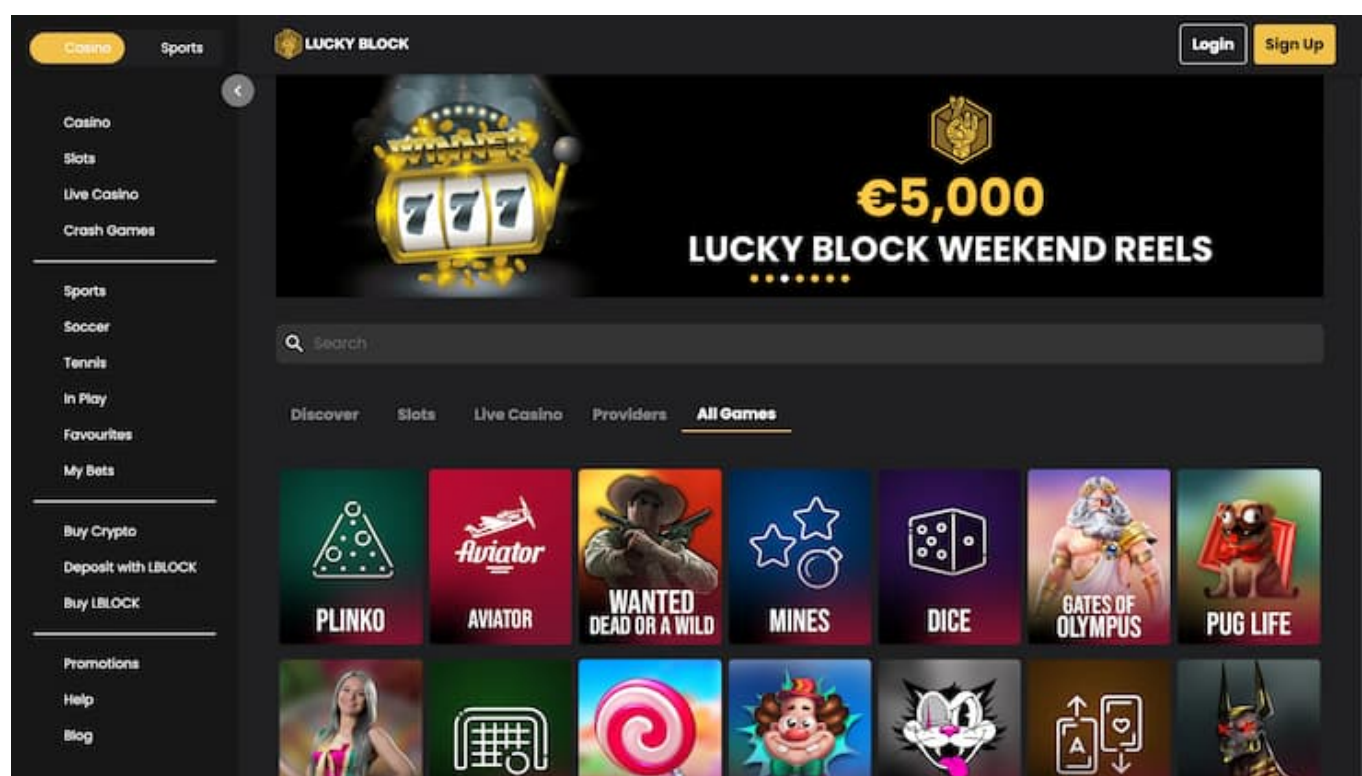 Casino
Sports
LUCKY BLOCK
Login
Sign Up
Casino
Slots
Live Casino
Crash Games
Sports
Soccer
Tennis
In Play
Favourites
My Bets
Buy Crypto
Deposit with LBLOCK
Buy LBLOCK
Promotions
Help
Blog
WINNER
7 7 7
€5,000
LUCKY BLOCK WEEKEND REELS
Search
Discover Slots Live Casino Providers All Games
PLINKO
Aviator
AVIATOR
WANTED
DEAD OR A WILD
MINES
DICE
GATES OF
OLYMPUS
PUG LIFE
A